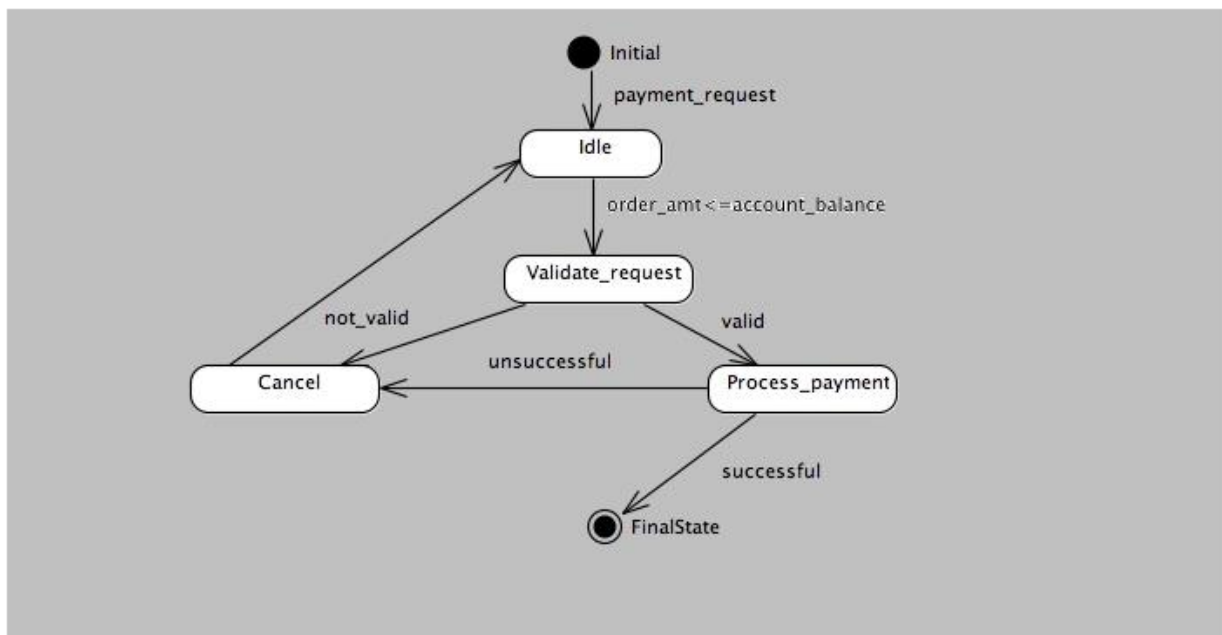 Initial
payment_request
Idle
order_amt<=account_balance
Validate_request
not_valid
valid
unsuccessful
Cancel
Process_payment
successful
FinalState